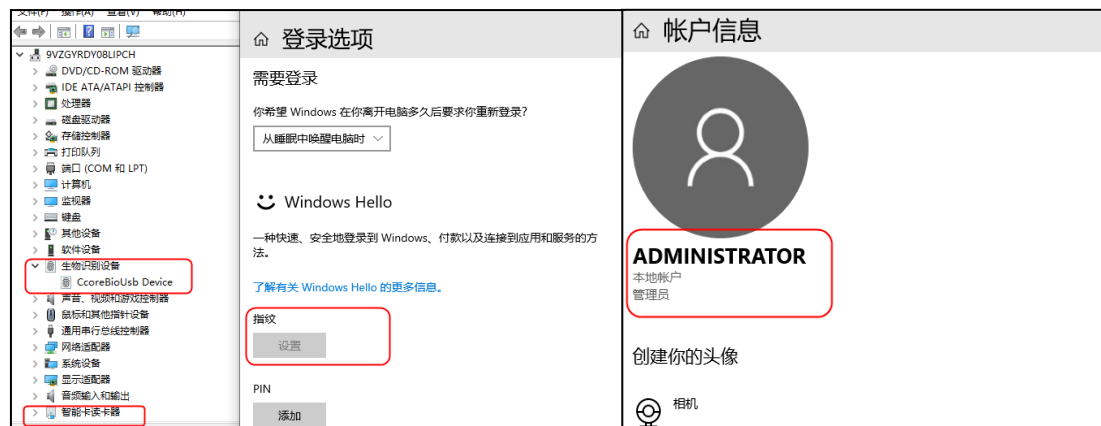 文件(F) 操作(A) 查看(V) 帮助(H)
9VZGYRDY08LIPCH
DVD/CD-ROM 驱动器
IDE ATA/ATAPI 控制器
处理器
磁盘驱动器
存储控制器
打印队列
端口 (COM 和 LPT)
计算机
监视器
键盘
其他设备
软件设备
生物识别设备
CcoreBioUsb Device
声音、视频和游戏控制器
鼠标和其他指针设备
通用串行总线控制器
网络适配器
系统设备
显示适配器
音频输入和输出
智能卡读卡器
登录选项
需要登录
你希望 Windows 在你离开电脑多久后要求你重新登录?
从睡眠中唤醒电脑时
Windows Hello
一种快速、安全地登录到 Windows、付款以及连接到应用和服务的方
法。
了解有关 Windows Hello 的更多信息。
指纹
设置
PIN
添加
帐户信息
ADMINISTRATOR
本地帐户
管理员
创建你的头像
相机